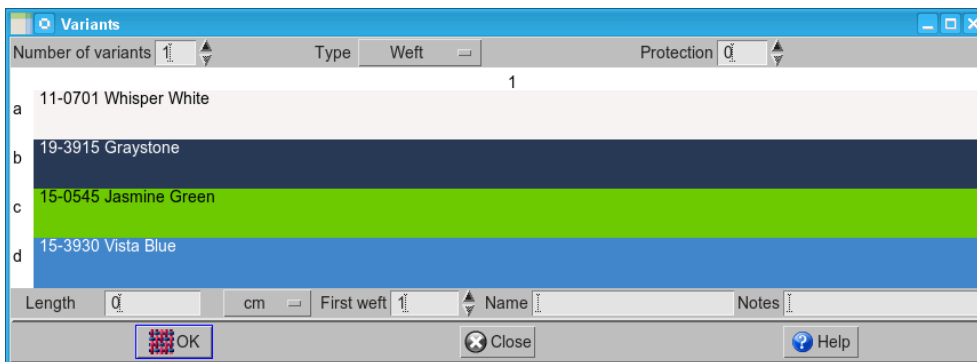 Variants
Number of variants 1 Type Weft Protection 0
1
a 11-0701 Whisper White
b 19-3915 Graystone
c 15-0545 Jasmine Green
d 15-3930 Vista Blue
Length 0 cm First weft 1 Name Notes
OK Close Help